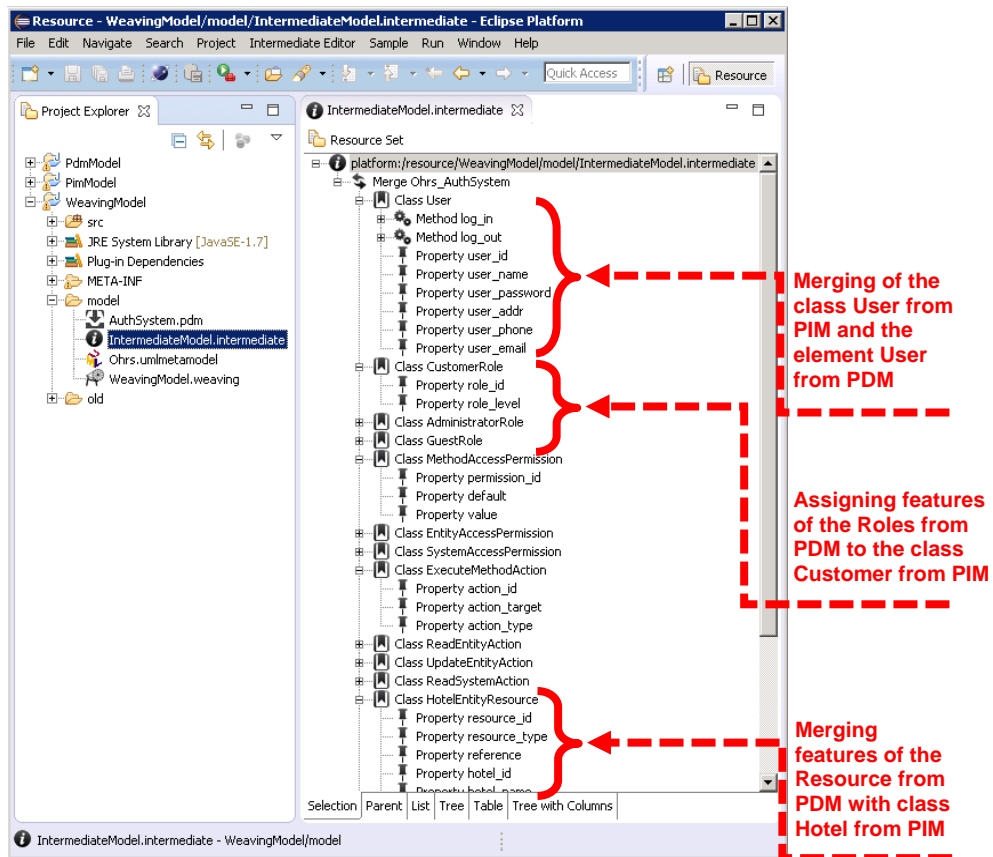 Resource - WeavingModel/model/IntermediateModel.intermediate - Eclipse Platform
File Edit Navigate Search Project Intermediate Editor Sample Run Window Help
Quick Access
Resource
Project Explorer
PdmModel
PimModel
WeavingModel
src
JRE System Library [JavaSE-1.7]
Plug-in Dependencies
META-INF
model
AuthSystem.pdm
IntermediateModel.intermediate
Ohrs.umlmetamodel
WeavingModel.weaving
old
IntermediateModel.intermediate
Resource Set
platform:/resource/WeavingModel/model/IntermediateModel.intermediate
Merge Ohrs_AuthSystem
Class User
Method log_in
Method log_out
Property user_id
Property user_name
Property user_password
Property user_addr
Property user_phone
Property user_email
Class CustomerRole
Property role_id
Property role_level
Class AdministratorRole
Class GuestRole
Class MethodAccessPermission
Property permission_id
Property default
Property value
Class EntityAccessPermission
Class SystemAccessPermission
Class ExecuteMethodAction
Property action_id
Property action_target
Property action_type
Class ReadEntityAction
Class UpdateEntityAction
Class ReadSystemAction
Class HotelEntityResource
Property resource_id
Property resource_type
Property reference
Property hotel_id
Property hotel_name
Selection Parent List Tree Table Tree with Columns
IntermediateModel.intermediate - WeavingModel/model
Merging of the
class User from
PIM and the
element User
from PDM
Assigning features
of the Roles from
PDM to the class
Customer from PIM
Merging
features of the
Resource from
PDM with class
Hotel from PIM